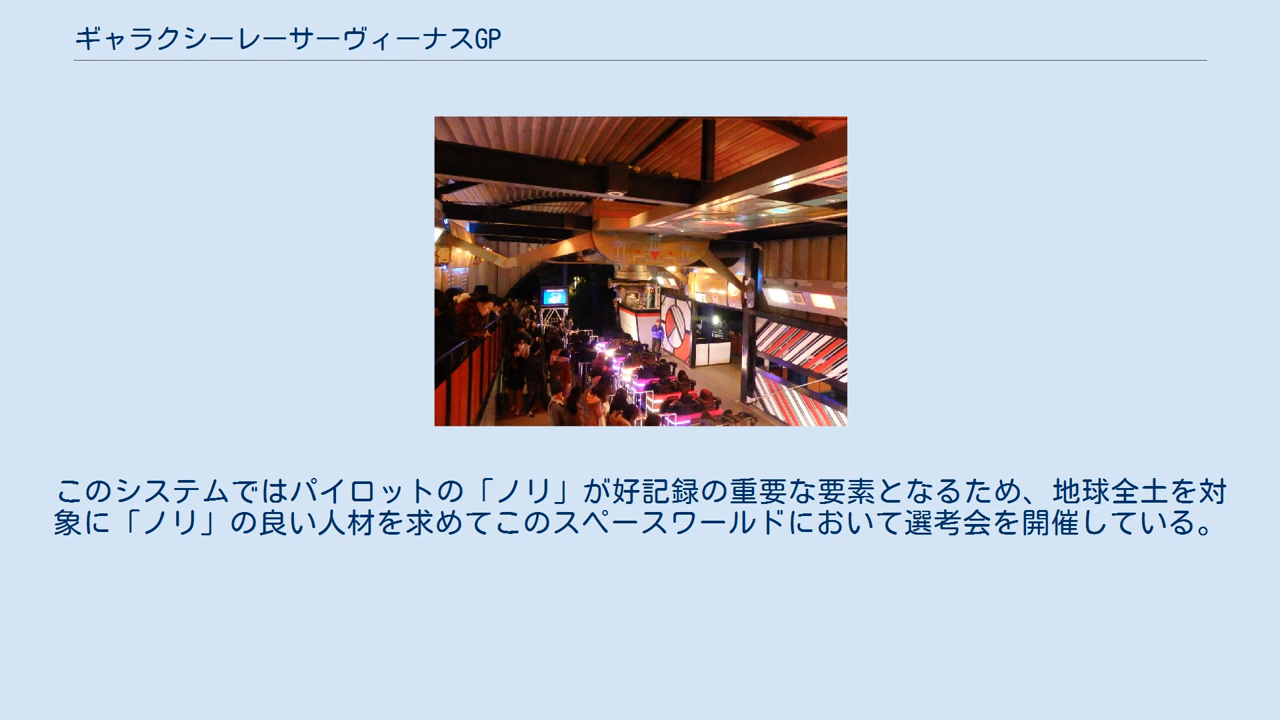 ギャラクシーレーサーヴィーナスGP
このシステムではパイロットの「ノリ」が好記録の重要な要素となるため、地球全土を対
象に「ノリ」の良い人材を求めてこのスペースワールドにおいて選考会を開催している。